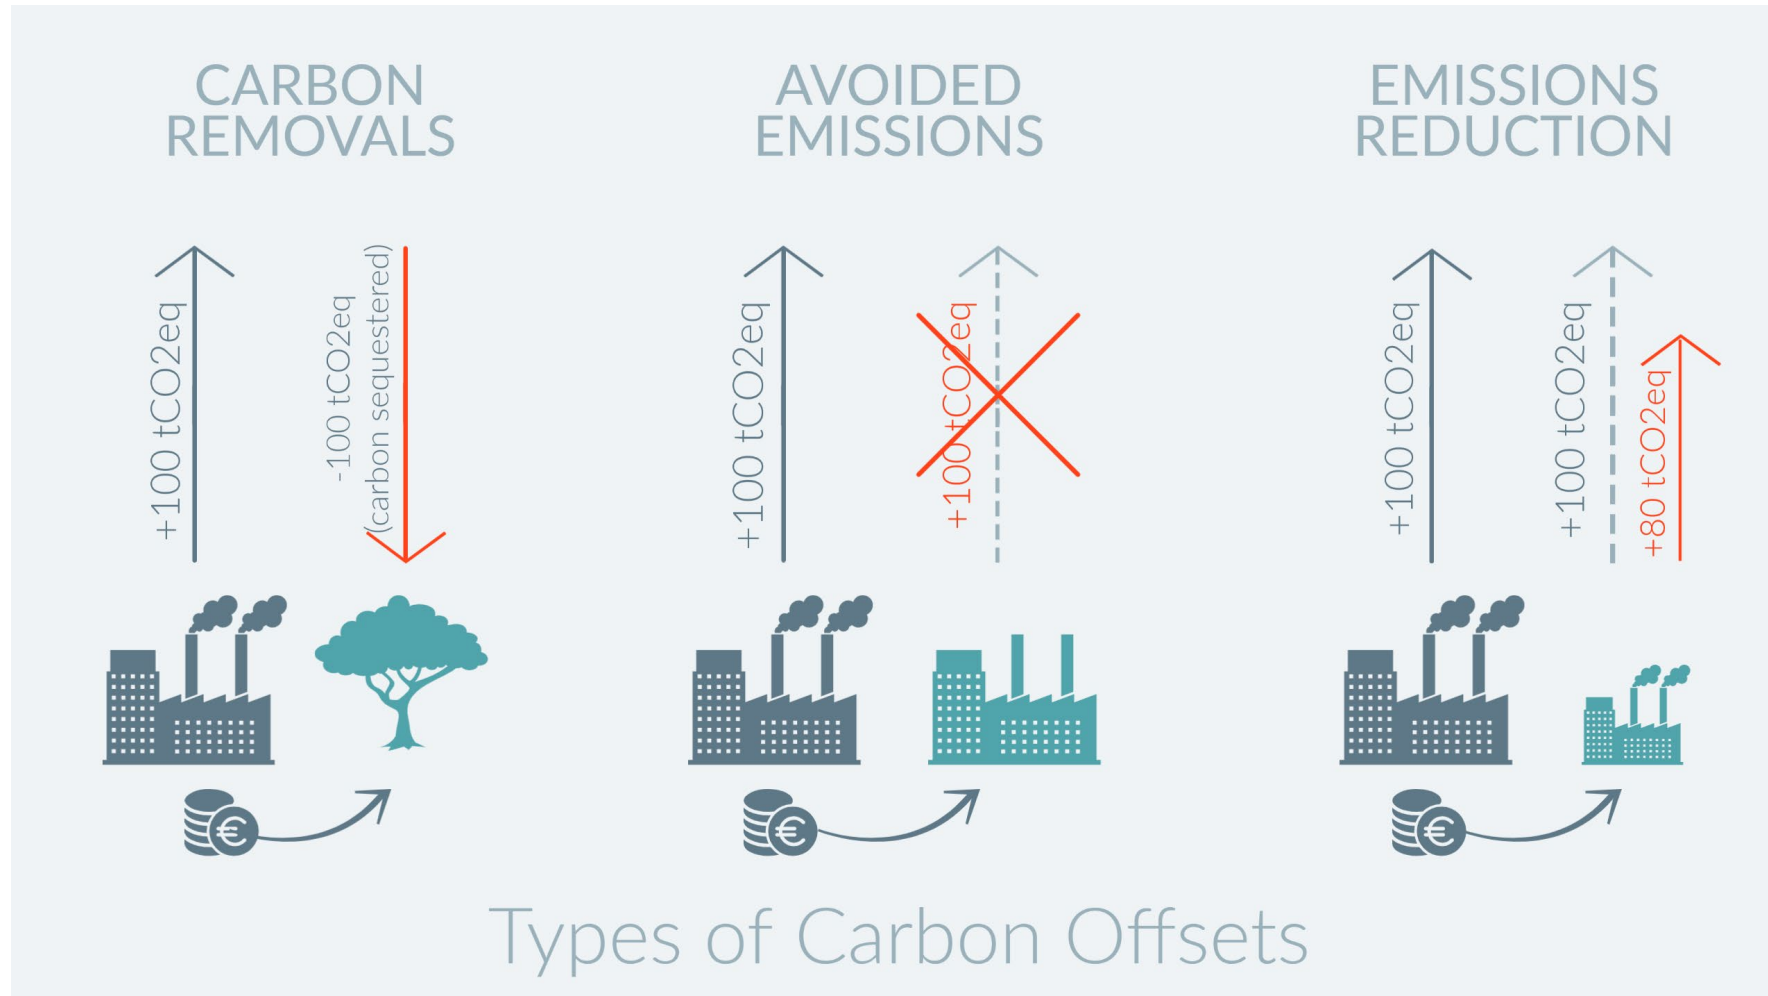 CARBON
REMOVALS
+100 tCO2eq
-100 tCO2eq
(carbon sequestered)
€
AVOIDED
EMISSIONS
+100 tCO2eq
+100 tCO2eq
€
EMISSIONS
REDUCTION
+100 tCO2eq
+100 tCO2eq
+80 tCO2eq
€
Types of Carbon Offsets